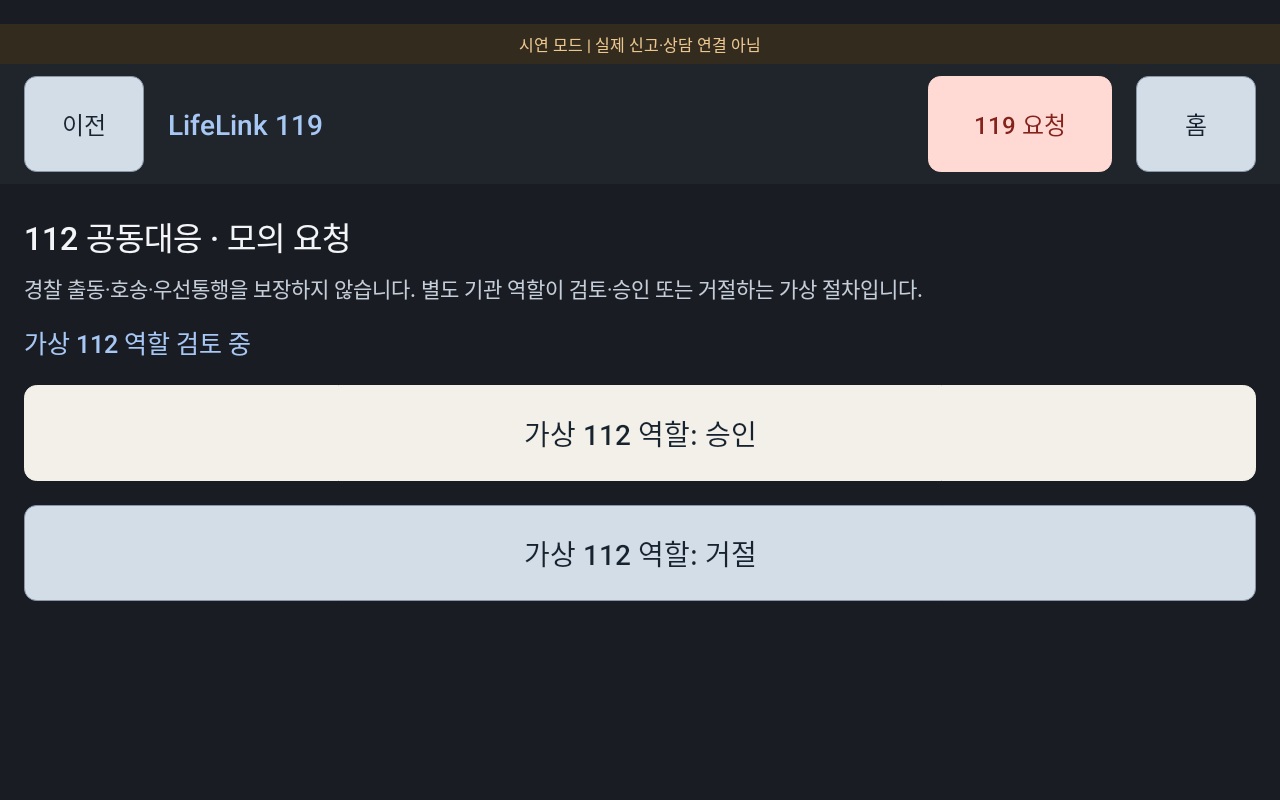 시연 모드 | 실제 신고·상담 연결 아님
이전
LifeLink 119
119 요청
홈
112 공동대응 · 모의 요청
경찰 출동·호송·우선통행을 보장하지 않습니다. 별도 기관 역할이 검토·승인 또는 거절하는 가상 절차입니다.
가상 112 역할 검토 중
가상 112 역할: 승인
가상 112 역할: 거절